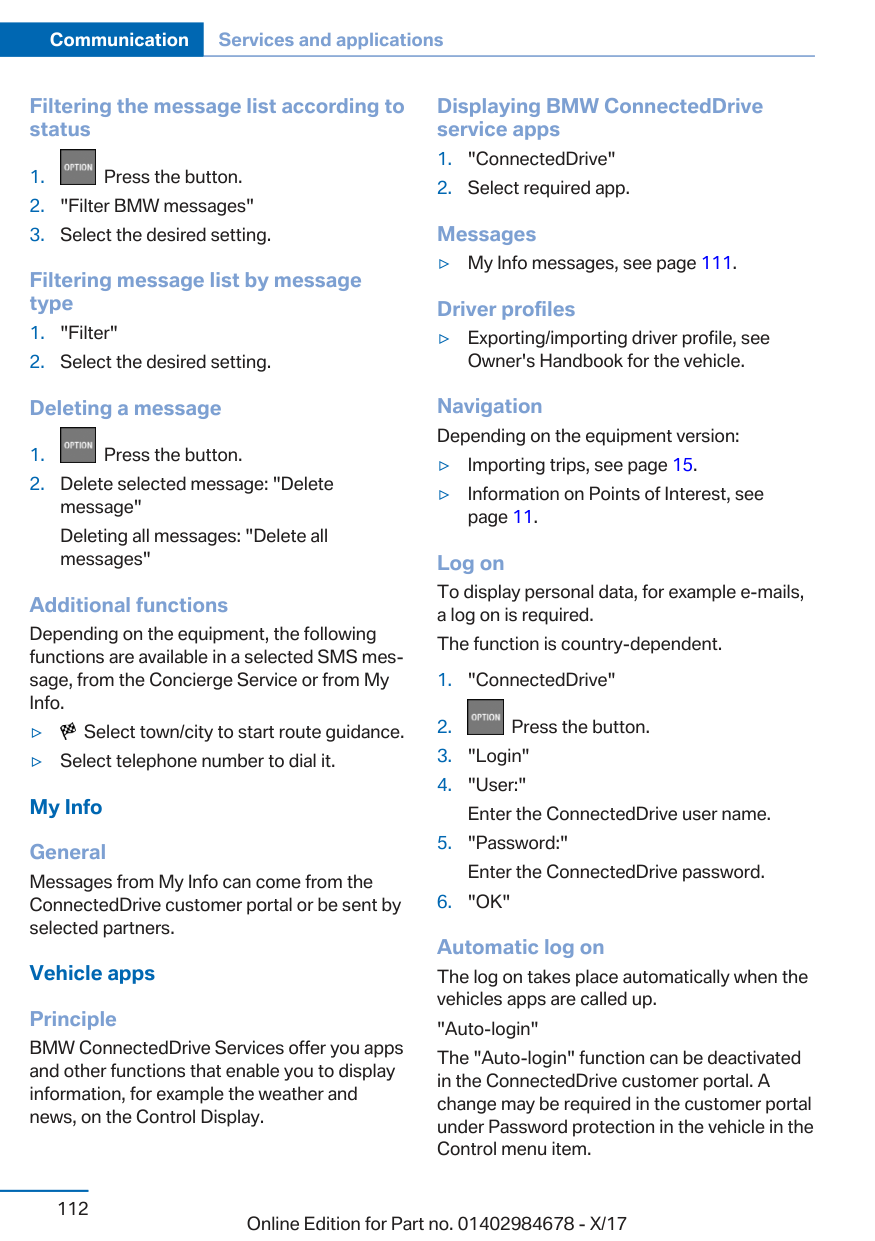 Communication Services and applications
Filtering the message list according to
status
1. OPTION Press the button.
2. "Filter BMW messages"
3. Select the desired setting.
Filtering message list by message
type
1. "Filter"
2. Select the desired setting.
Deleting a message
1. OPTION Press the button.
2. Delete selected message: "Delete
message"
Deleting all messages: "Delete all
messages"
Additional functions
Depending on the equipment, the following
functions are available in a selected SMS mes-
sage, from the Concierge Service or from My
Info.
▷ Select town/city to start route guidance.
▷ Select telephone number to dial it.
My Info
General
Messages from My Info can come from the
ConnectedDrive customer portal or be sent by
selected partners.
Vehicle apps
Principle
BMW ConnectedDrive Services offer you apps
and other functions that enable you to display
information, for example the weather and
news, on the Control Display.
Displaying BMW ConnectedDrive
service apps
1. "ConnectedDrive"
2. Select required app.
Messages
▷ My Info messages, see page 111.
Driver profiles
▷ Exporting/importing driver profile, see
Owner's Handbook for the vehicle.
Navigation
Depending on the equipment version:
▷ Importing trips, see page 15.
▷ Information on Points of Interest, see
page 11.
Log on
To display personal data, for example e-mails,
a log on is required.
The function is country-dependent.
1. "ConnectedDrive"
2. OPTION Press the button.
3. "Login"
4. "User:"
Enter the ConnectedDrive user name.
5. "Password:"
Enter the ConnectedDrive password.
6. "OK"
Automatic log on
The log on takes place automatically when the
vehicles apps are called up.
"Auto-login"
The "Auto-login" function can be deactivated
in the ConnectedDrive customer portal. A
change may be required in the customer portal
under Password protection in the vehicle in the
Control menu item.
112
Online Edition for Part no. 01402984678 - X/17